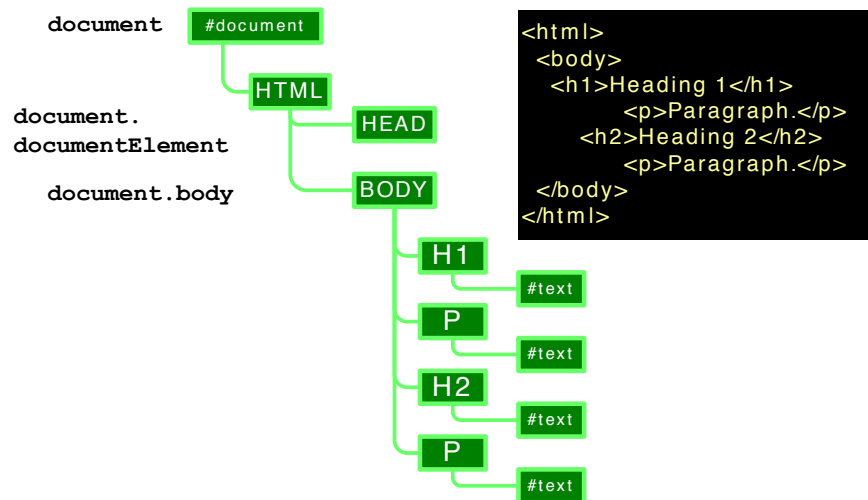 document
#document
HTML
document.
documentElement
HEAD
document.body
BODY
H1
#text
P
#text
H2
#text
P
#text
<html>
<body>
<h1>Heading 1</h1>
<p>Paragraph.</p>
<h2>Heading 2</h2>
<p>Paragraph.</p>
</body>
</html>